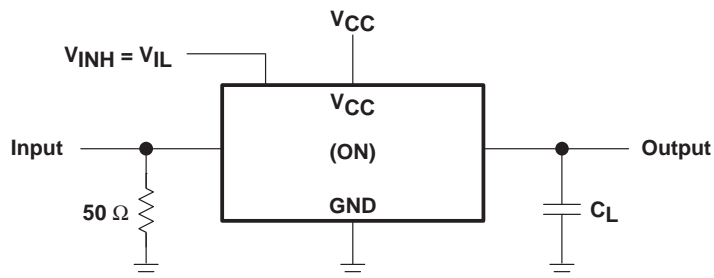 VCC
VINH = VIL
VCC
Input
(ON)
Output
50 Ω
GND
CL